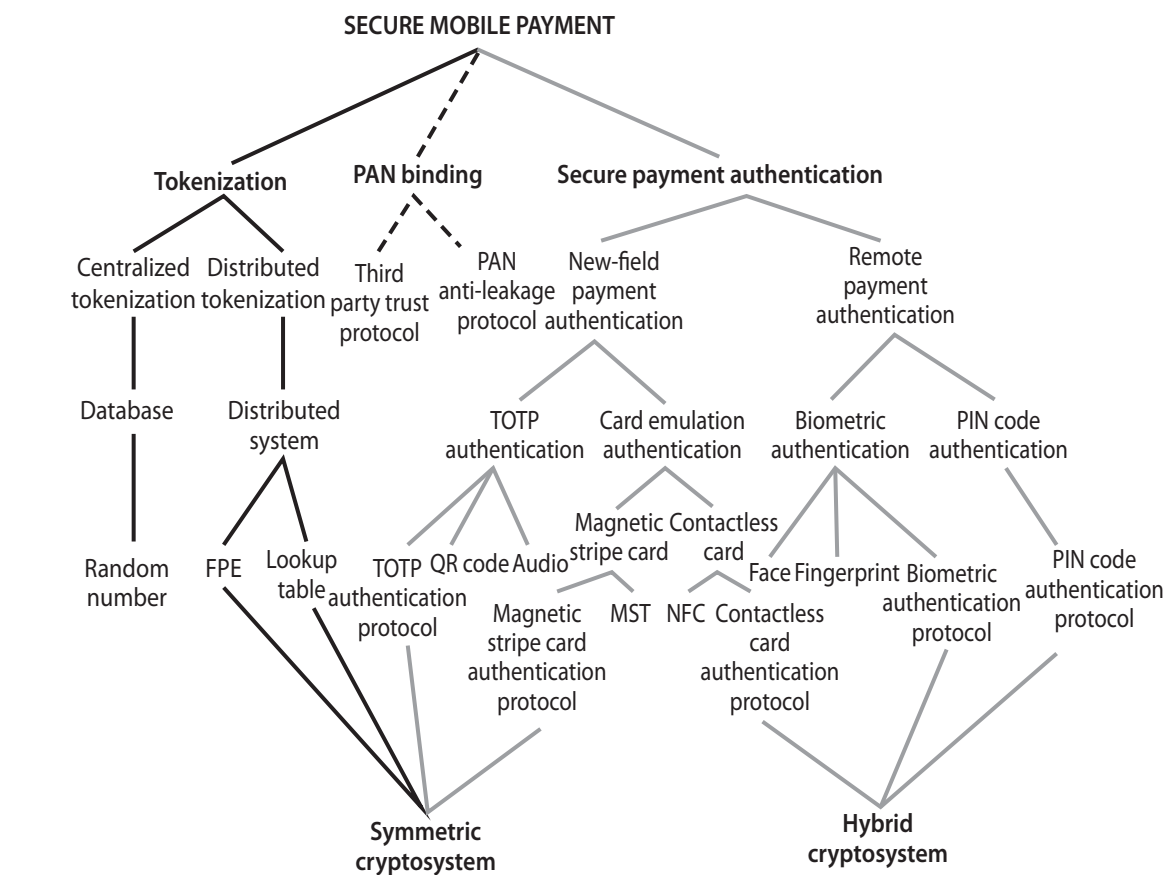 SECURE MOBILE PAYMENT
Tokenization
PAN binding
Secure payment authentication
Centralized
tokenization
Distributed
tokenization
Third
party trust
protocol
PAN
anti-leakage
protocol
New-field
payment
authentication
Remote
payment
authentication
Database
Distributed
system
TOTP
authentication
Card emulation
authentication
Biometric
authentication
PIN code
authentication
Random
number
FPE
Lookup
table
TOTP
authentication
protocol
QR code
Audio
Magnetic
stripe card
Contactless
card
Magnetic
stripe card
authentication
protocol
MST
NFC
Contactless
card
authentication
protocol
Face
Fingerprint
Biometric
authentication
protocol
PIN code
authentication
protocol
Symmetric
cryptosystem
Hybrid
cryptosystem